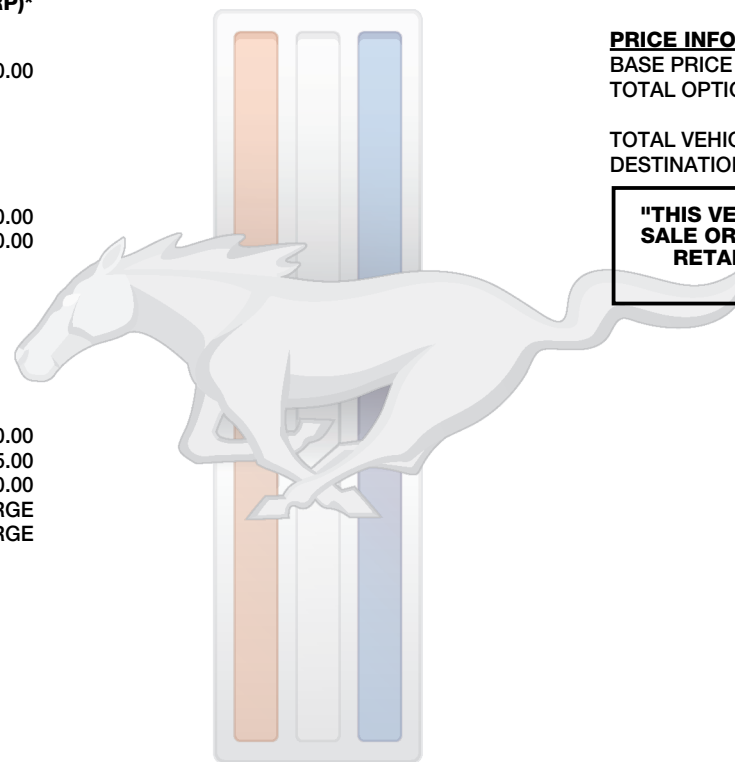 RP)*
0.00
0.00
0.00
0.00
5.00
0.00
RGE
RGE
PRICE INFO
BASE PRICE
TOTAL OPTIO
TOTAL VEHIC
DESTINATION
"THIS VE
SALE OR
RETAI